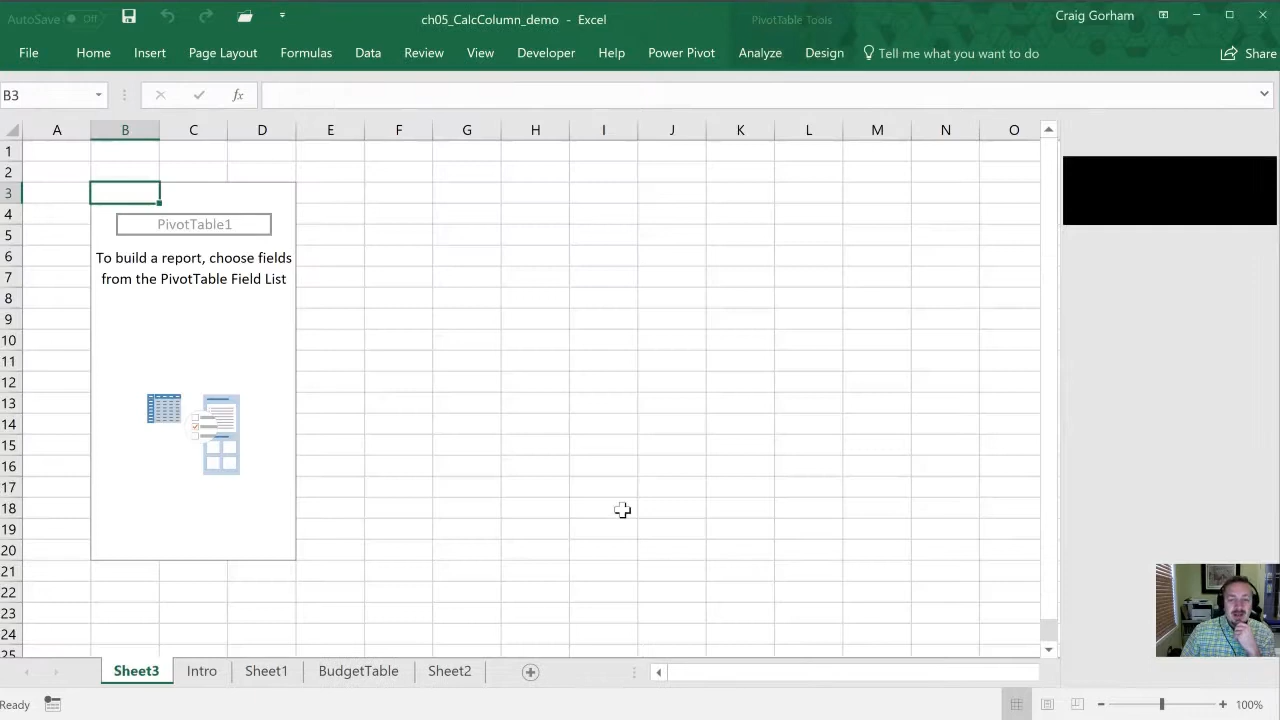 AutoSave Off
ch05_CalcColumn_demo - Excel
PivotTable Tools
Craig Gorham
File Home Insert Page Layout Formulas Data Review View Developer Help Power Pivot Analyze Design Tell me what you want to do Share
B3 fx
A B C D E F G H I J K L M N O
1
2
3
4
PivotTable1
5
6
To build a report, choose fields
7
from the PivotTable Field List
8
9
10
11
12
13
14
15
16
17
18
19
20
21
22
23
24
25
Sheet3 Intro Sheet1 BudgetTable Sheet2
Ready 100%